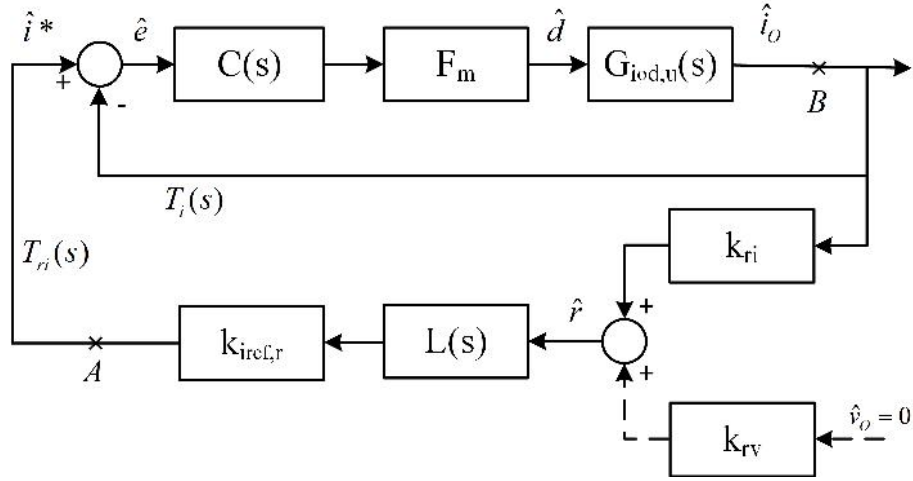 î* ê C(s) F_m d̂ G_iod,u(s) î_O
+ -
B
T_i(s)
T_ri(s)
k_ri
+
r̂
k_iref,r L(s)
+
A
k_rv v̂_O = 0